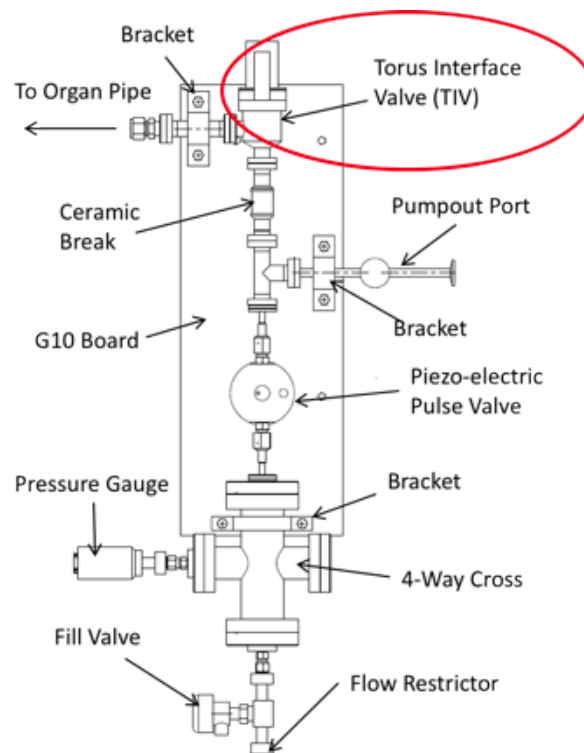 Bracket
Torus Interface
Valve (TIV)
To Organ Pipe
Ceramic
Break
Pumpout Port
Bracket
G10 Board
Piezo-electric
Pulse Valve
Bracket
Pressure Gauge
4-Way Cross
Fill Valve
Flow Restrictor